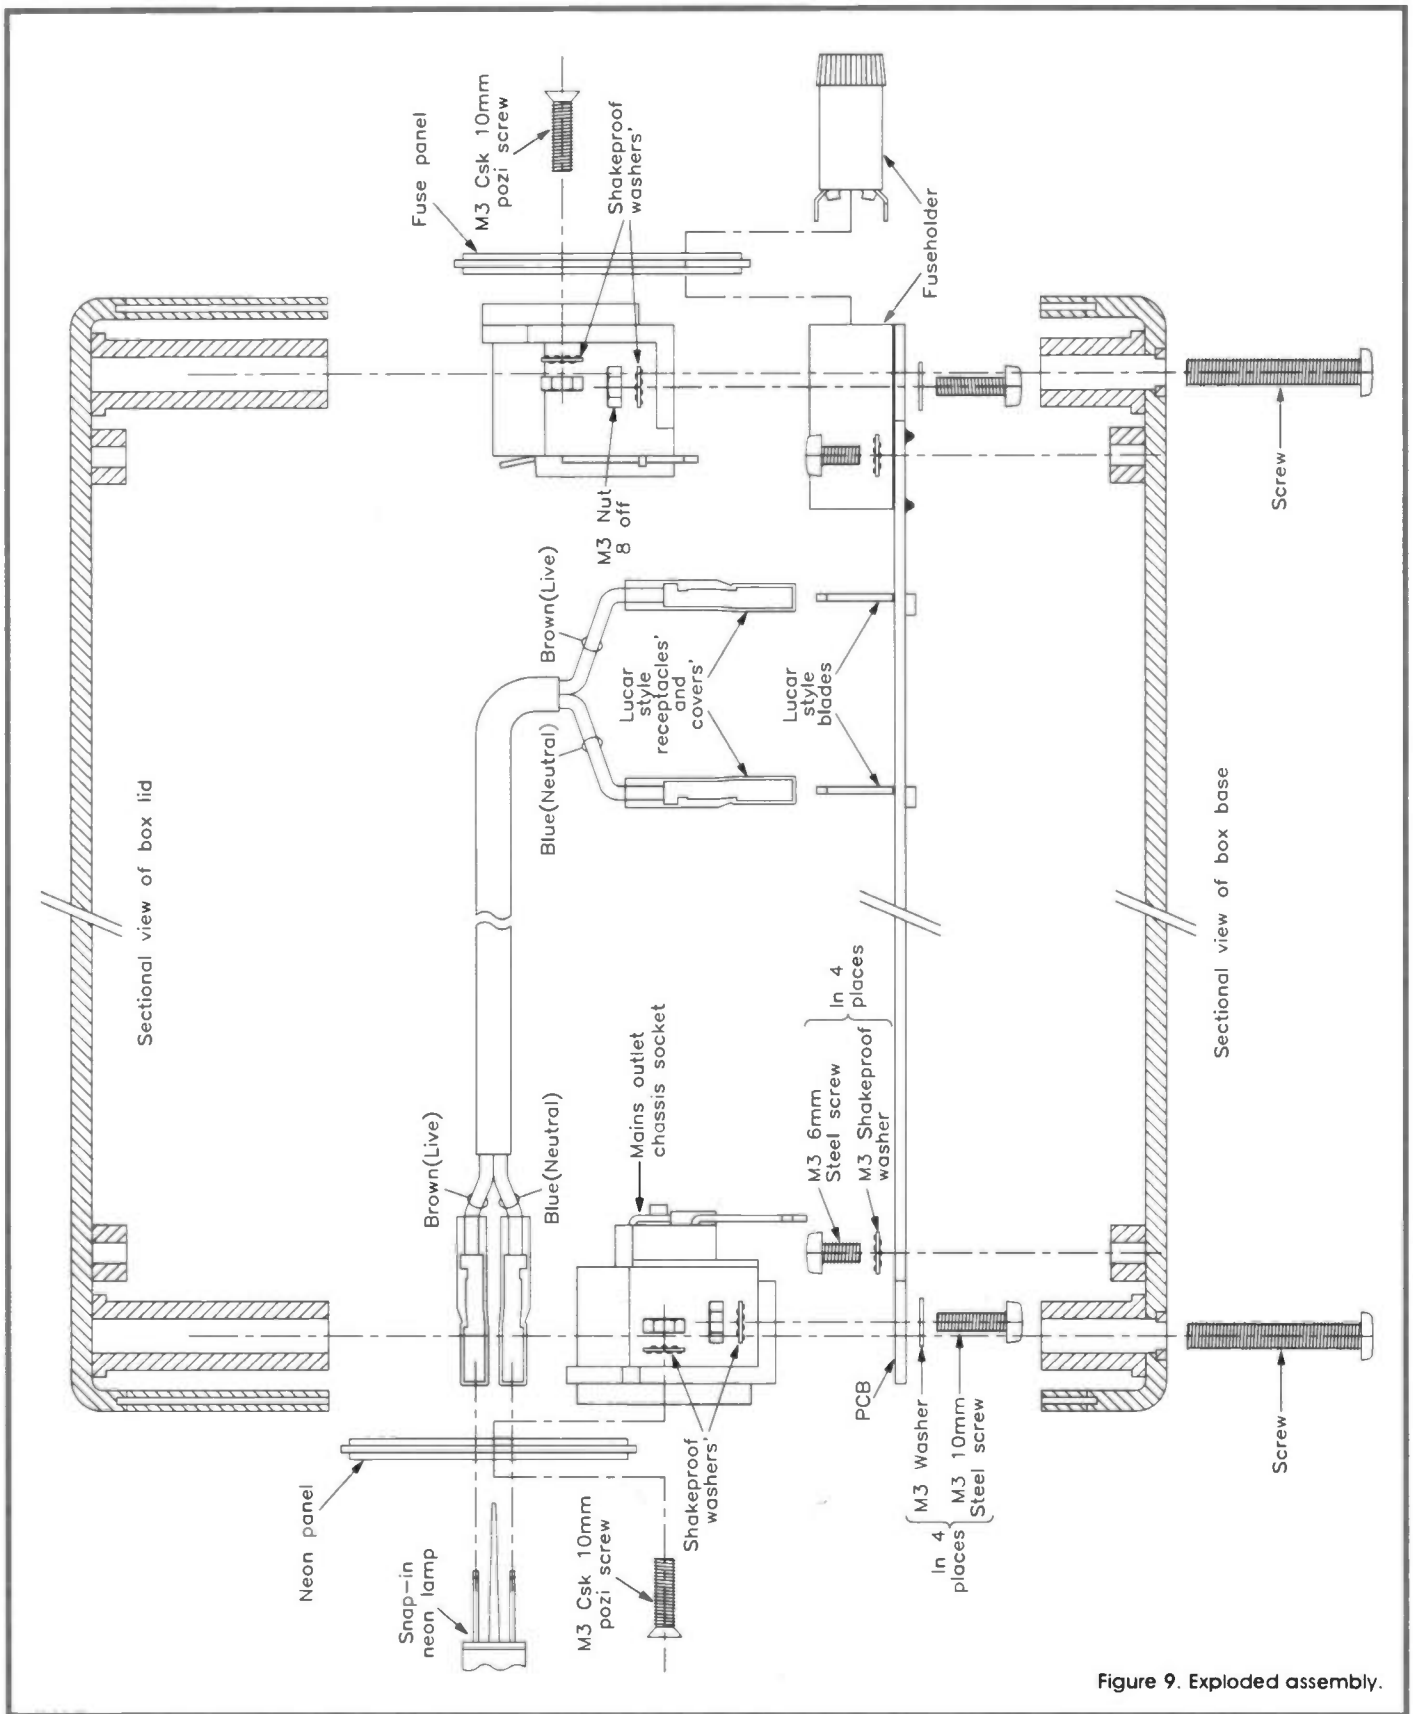 Sectional view of box lid
Fuse panel
M3 Csk 10mm
pozi screw
Shakeproof
washers'
Fuseholder
M3 Nut
8 off
Screw
Brown(Live)
Blue(Neutral)
Lucar
style
receptacles'
and
covers'
Lucar
style
blades
Sectional view of box base
Brown(Live)
Blue(Neutral)
Mains outlet
chassis socket
In 4
places
M3 6mm
Steel screw
M3 Shakeproof
washer
Neon panel
Snap-in
neon lamp
M3 Csk 10mm
pozi screw
Shakeproof
washers'
PCB
M3 Washer
M3 10mm
Steel screw
In 4
places
Screw
Figure 9. Exploded assembly.